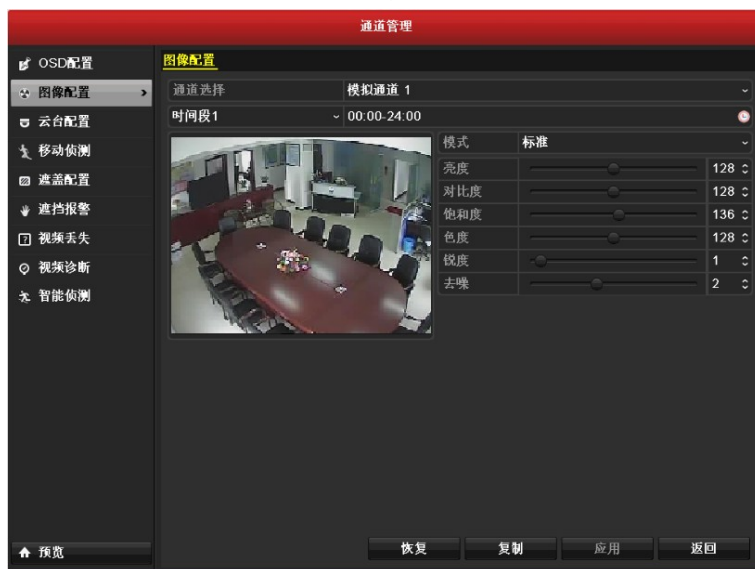 通道管理
OSD配置
图像配置
云台配置
移动侦测
遮盖配置
遮挡报警
视频丢失
视频诊断
智能侦测
预览
图像配置
通道选择 模拟通道 1
时间段1 00:00-24:00
模式 标准
亮度 128
对比度 128
饱和度 136
色度 128
锐度 1
去噪 2
恢复 复制 应用 返回